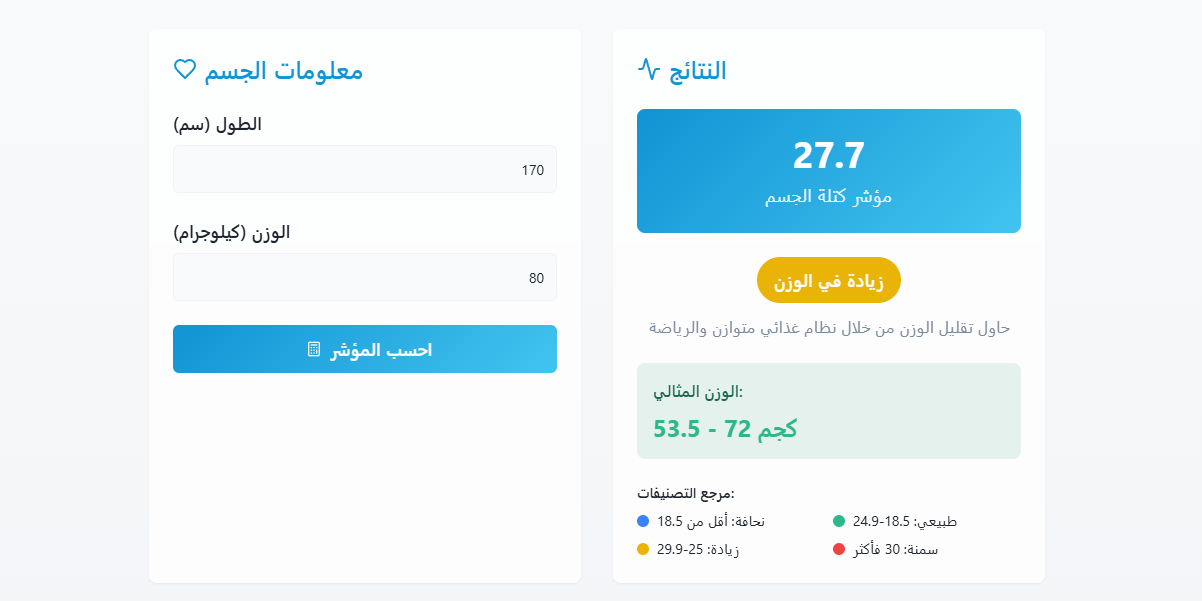 معلومات الجسم
الطول (سم)
170
الوزن (كيلوجرام)
80
احسب المؤشر
النتائج
27.7
مؤشر كتلة الجسم
زيادة في الوزن
حاول تقليل الوزن من خلال نظام غذائي متوازن والرياضة
الوزن المثالي:
53.5 - 72 كجم
مرجع التصنيفات:
نحافة: أقل من 18.5
طبيعي: 18.5-24.9
زيادة: 25-29.9
سمنة: 30 فأكثر